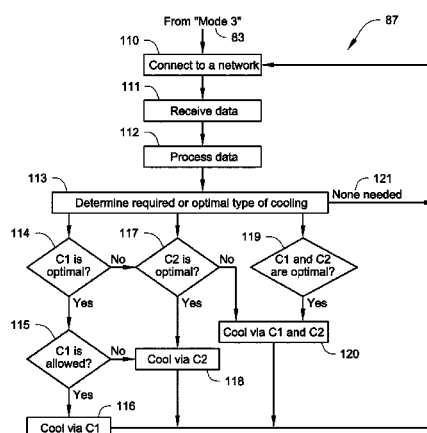 From "Mode 3"
83
87
110
Connect to a network
111
Receive data
112
Process data
113
121
None needed
Determine required or optimal type of cooling
114
117
119
C1 is
optimal?
No
C2 is
optimal?
No
C1 and C2
are optimal?
Yes
Yes
Yes
115
C1 is
allowed?
No
Cool via C2
118
Cool via C1 and C2
120
Yes
116
Cool via C1